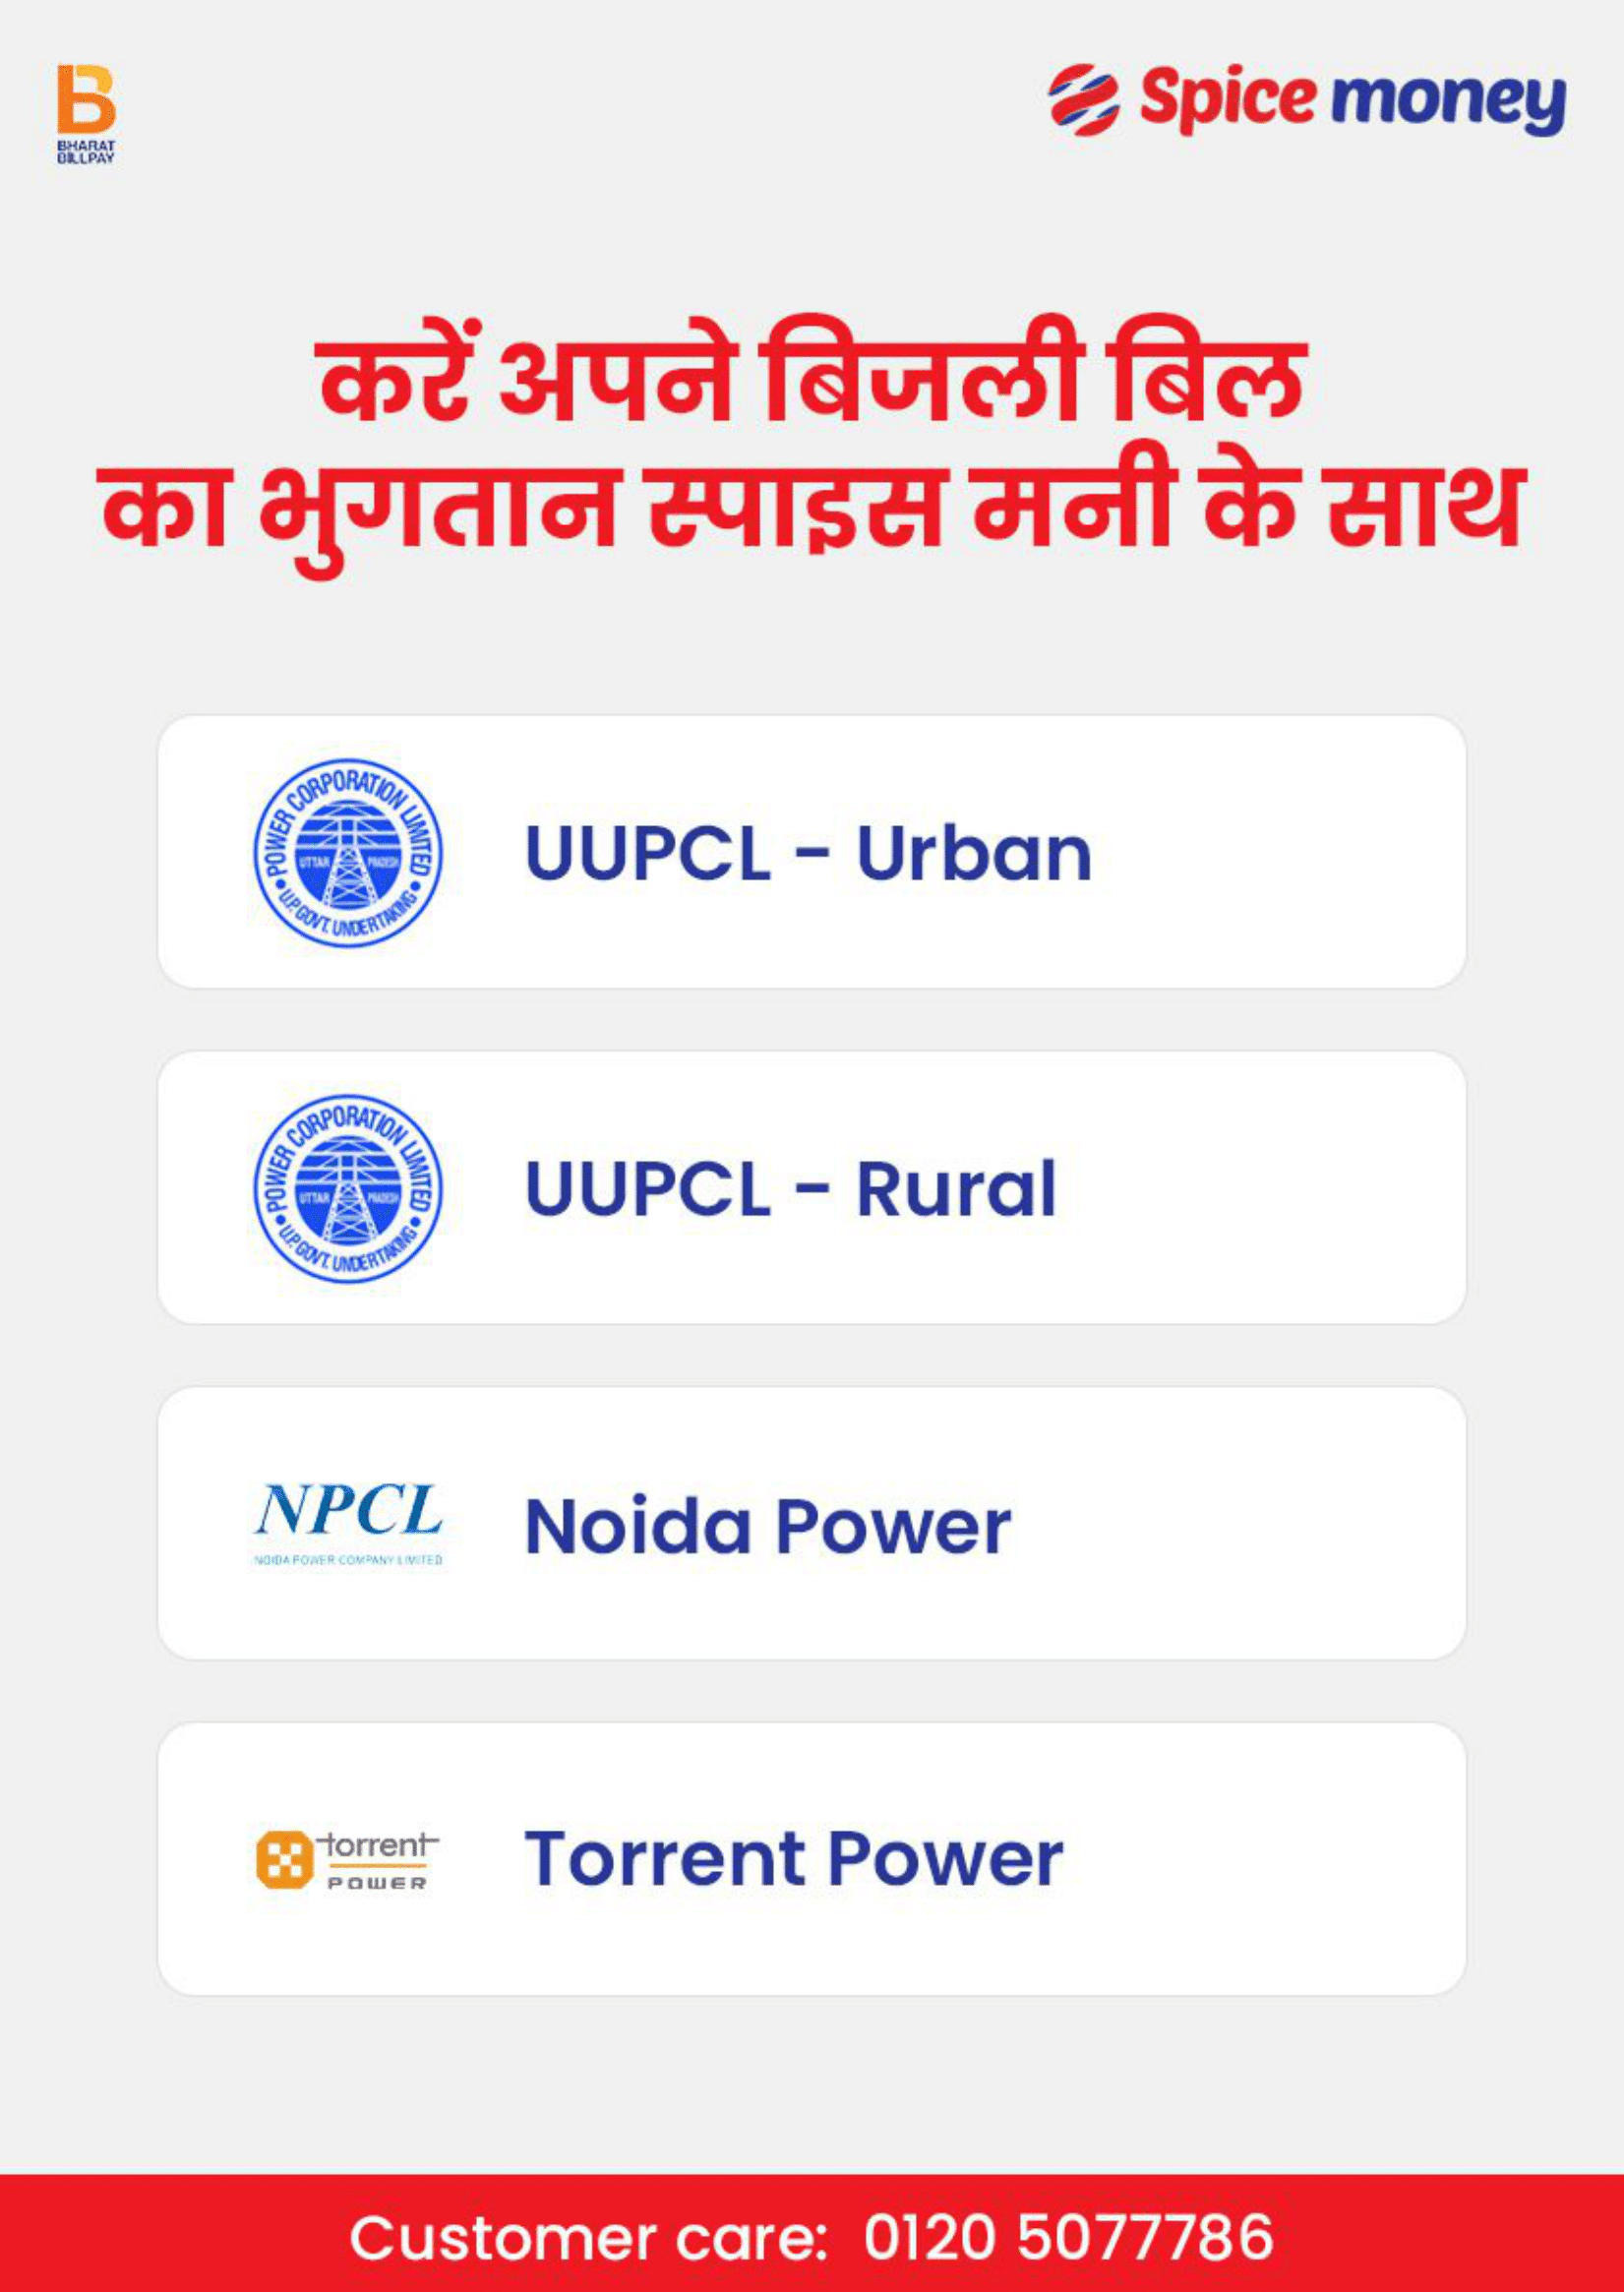 BHARAT
BILLPAY
Spice money
करें अपने बिजली बिल
का भुगतान स्पाइस मनी के साथ
POWER CORPORATION LIMITED
UTTAR PRADESH
U.P. GOVT. UNDERTAKING
UUPCL - Urban
POWER CORPORATION LIMITED
UTTAR PRADESH
U.P. GOVT. UNDERTAKING
UUPCL - Rural
NPCL
NOIDA POWER COMPANY LIMITED
Noida Power
torrent
POWER
Torrent Power
Customer care: 0120 5077786